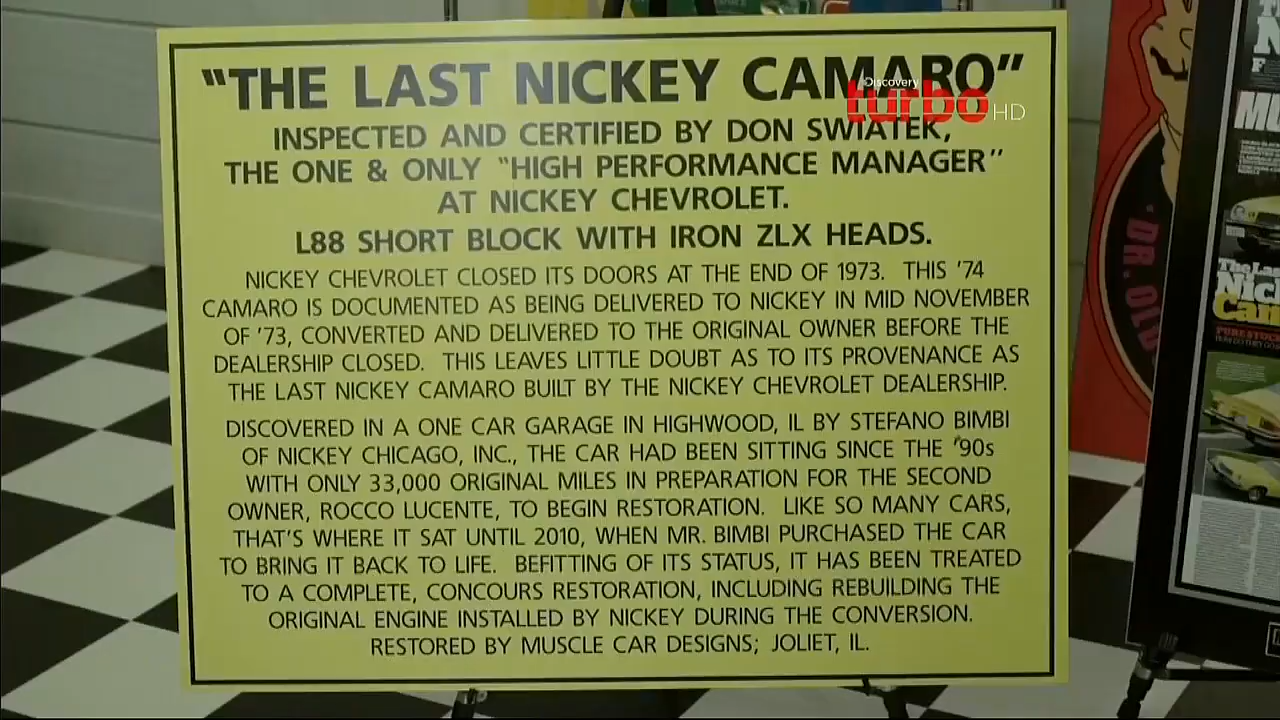 "THE LAST NICKEY CAMARO"
Discovery
turbo HD
INSPECTED AND CERTIFIED BY DON SWIATEK,
THE ONE & ONLY "HIGH PERFORMANCE MANAGER"
AT NICKEY CHEVROLET.
L88 SHORT BLOCK WITH IRON ZLX HEADS.
NICKEY CHEVROLET CLOSED ITS DOORS AT THE END OF 1973. THIS '74
CAMARO IS DOCUMENTED AS BEING DELIVERED TO NICKEY IN MID NOVEMBER
OF '73, CONVERTED AND DELIVERED TO THE ORIGINAL OWNER BEFORE THE
DEALERSHIP CLOSED. THIS LEAVES LITTLE DOUBT AS TO ITS PROVENANCE AS
THE LAST NICKEY CAMARO BUILT BY THE NICKEY CHEVROLET DEALERSHIP.
DISCOVERED IN A ONE CAR GARAGE IN HIGHWOOD, IL BY STEFANO BIMBI
OF NICKEY CHICAGO, INC., THE CAR HAD BEEN SITTING SINCE THE '90s
WITH ONLY 33,000 ORIGINAL MILES IN PREPARATION FOR THE SECOND
OWNER, ROCCO LUCENTE, TO BEGIN RESTORATION. LIKE SO MANY CARS,
THAT'S WHERE IT SAT UNTIL 2010, WHEN MR. BIMBI PURCHASED THE CAR
TO BRING IT BACK TO LIFE. BEFITTING OF ITS STATUS, IT HAS BEEN TREATED
TO A COMPLETE, CONCOURS RESTORATION, INCLUDING REBUILDING THE
ORIGINAL ENGINE INSTALLED BY NICKEY DURING THE CONVERSION.
RESTORED BY MUSCLE CAR DESIGNS; JOLIET, IL.
DR.